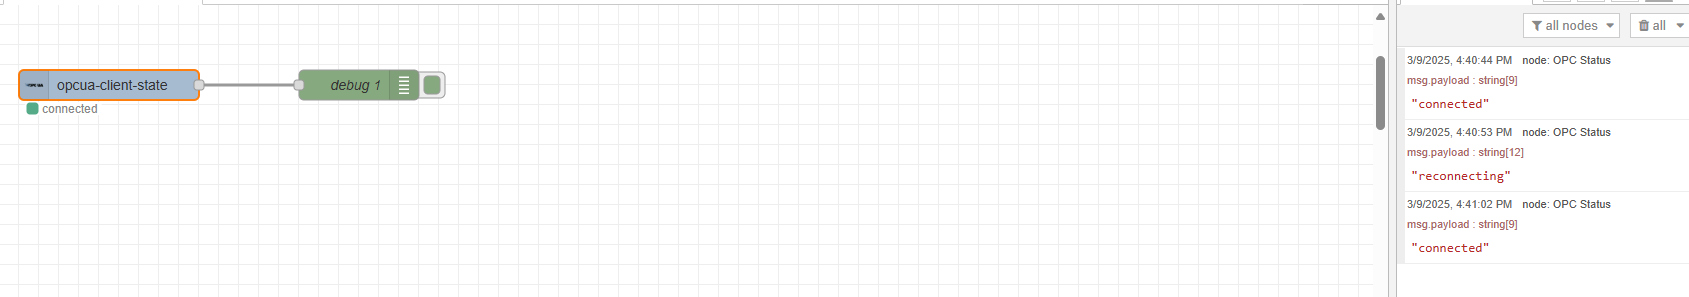 opcua-client-state
connected
debug 1
all nodes
all
3/9/2025, 4:40:44 PM node: OPC Status
msg.payload : string[9]
"connected"
3/9/2025, 4:40:53 PM node: OPC Status
msg.payload : string[12]
"reconnecting"
3/9/2025, 4:41:02 PM node: OPC Status
msg.payload : string[9]
"connected"